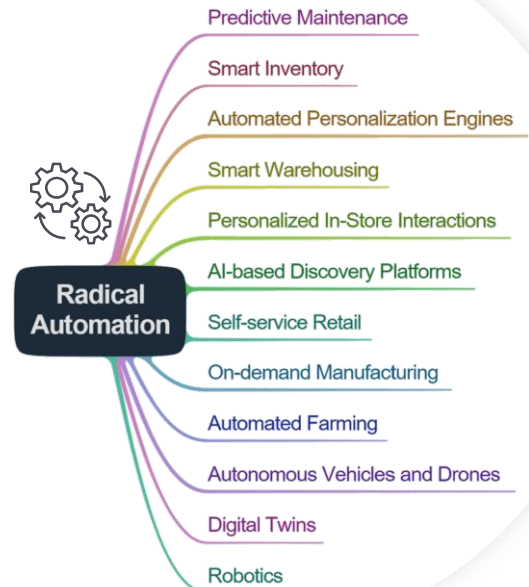 Predictive Maintenance
Smart Inventory
Automated Personalization Engines
Smart Warehousing
Personalized In-Store Interactions
AI-based Discovery Platforms
Radical
Automation
Self-service Retail
On-demand Manufacturing
Automated Farming
Autonomous Vehicles and Drones
Digital Twins
Robotics